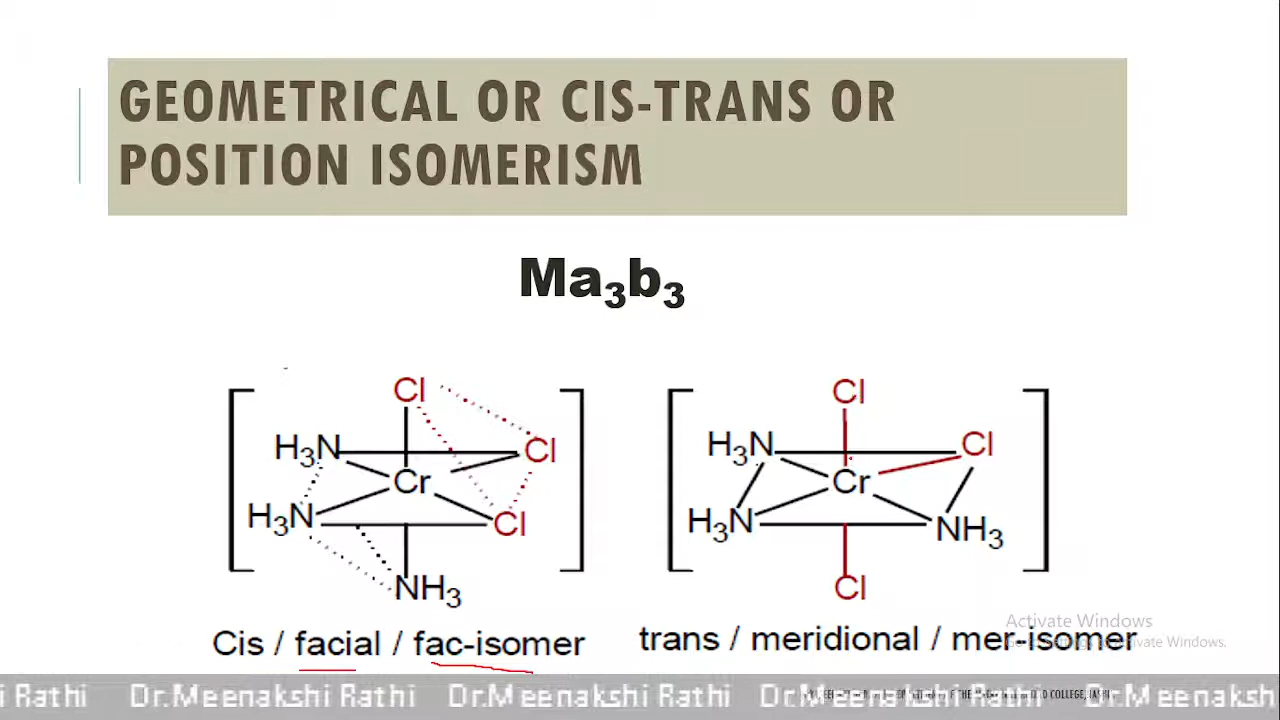 GEOMETRICAL OR CIS-TRANS OR
POSITION ISOMERISM
Ma₃b₃
Cl
H₃N
Cl
Cr
H₃N
Cl
NH₃
Cl
H₃N
Cl
Cr
H₃N
NH₃
Cl
Cis / facial / fac-isomer
trans / meridional / mer-isomer
Activate Windows
Activate Windows.
i Rathi Dr.Meenakshi Rathi Dr.Meenakshi Rathi Dr.Meenakshi Rathi Dr.Meenaksh